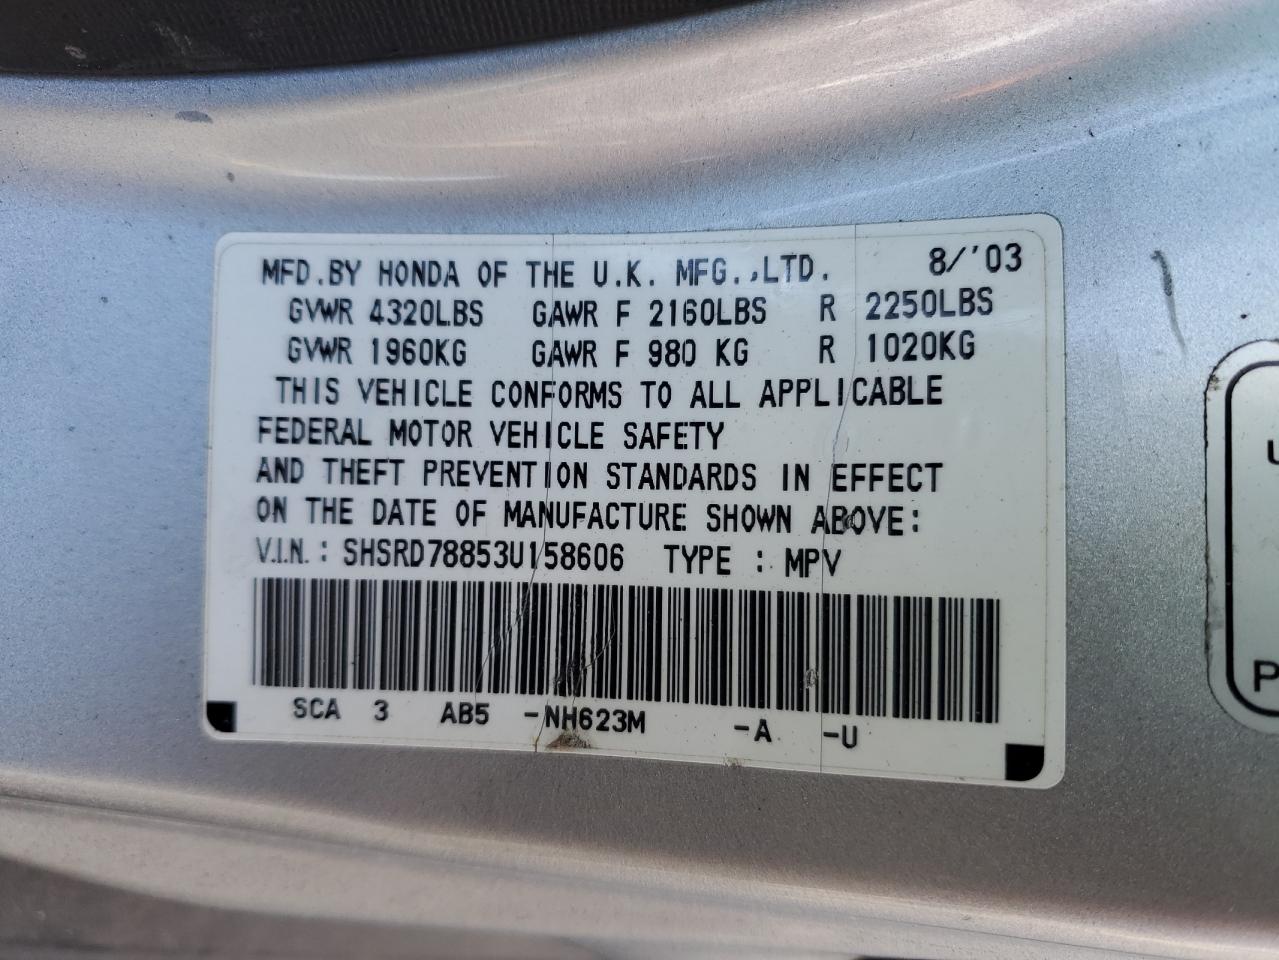 MFD.BY HONDA OF THE U.K. MFG.,LTD. 8/'03
GVWR 4320LBS GAWR F 2160LBS R 2250LBS
GVWR 1960KG GAWR F 980 KG R 1020KG
THIS VEHICLE CONFORMS TO ALL APPLICABLE
FEDERAL MOTOR VEHICLE SAFETY
AND THEFT PREVENTION STANDARDS IN EFFECT
ON THE DATE OF MANUFACTURE SHOWN ABOVE:
V.I.N.: SHSRD78853U158606 TYPE : MPV
SCA 3 AB5 -NH623M -A -U